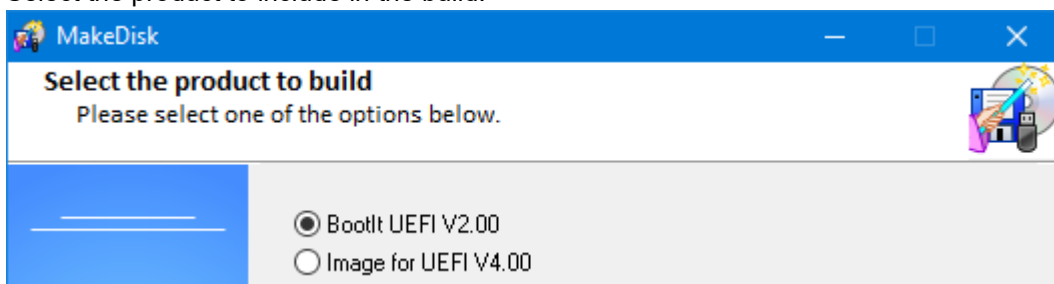 Select the product to include in the build.
MakeDisk
Select the product to build
Please select one of the options below.
BootIt UEFI V2.00
Image for UEFI V4.00